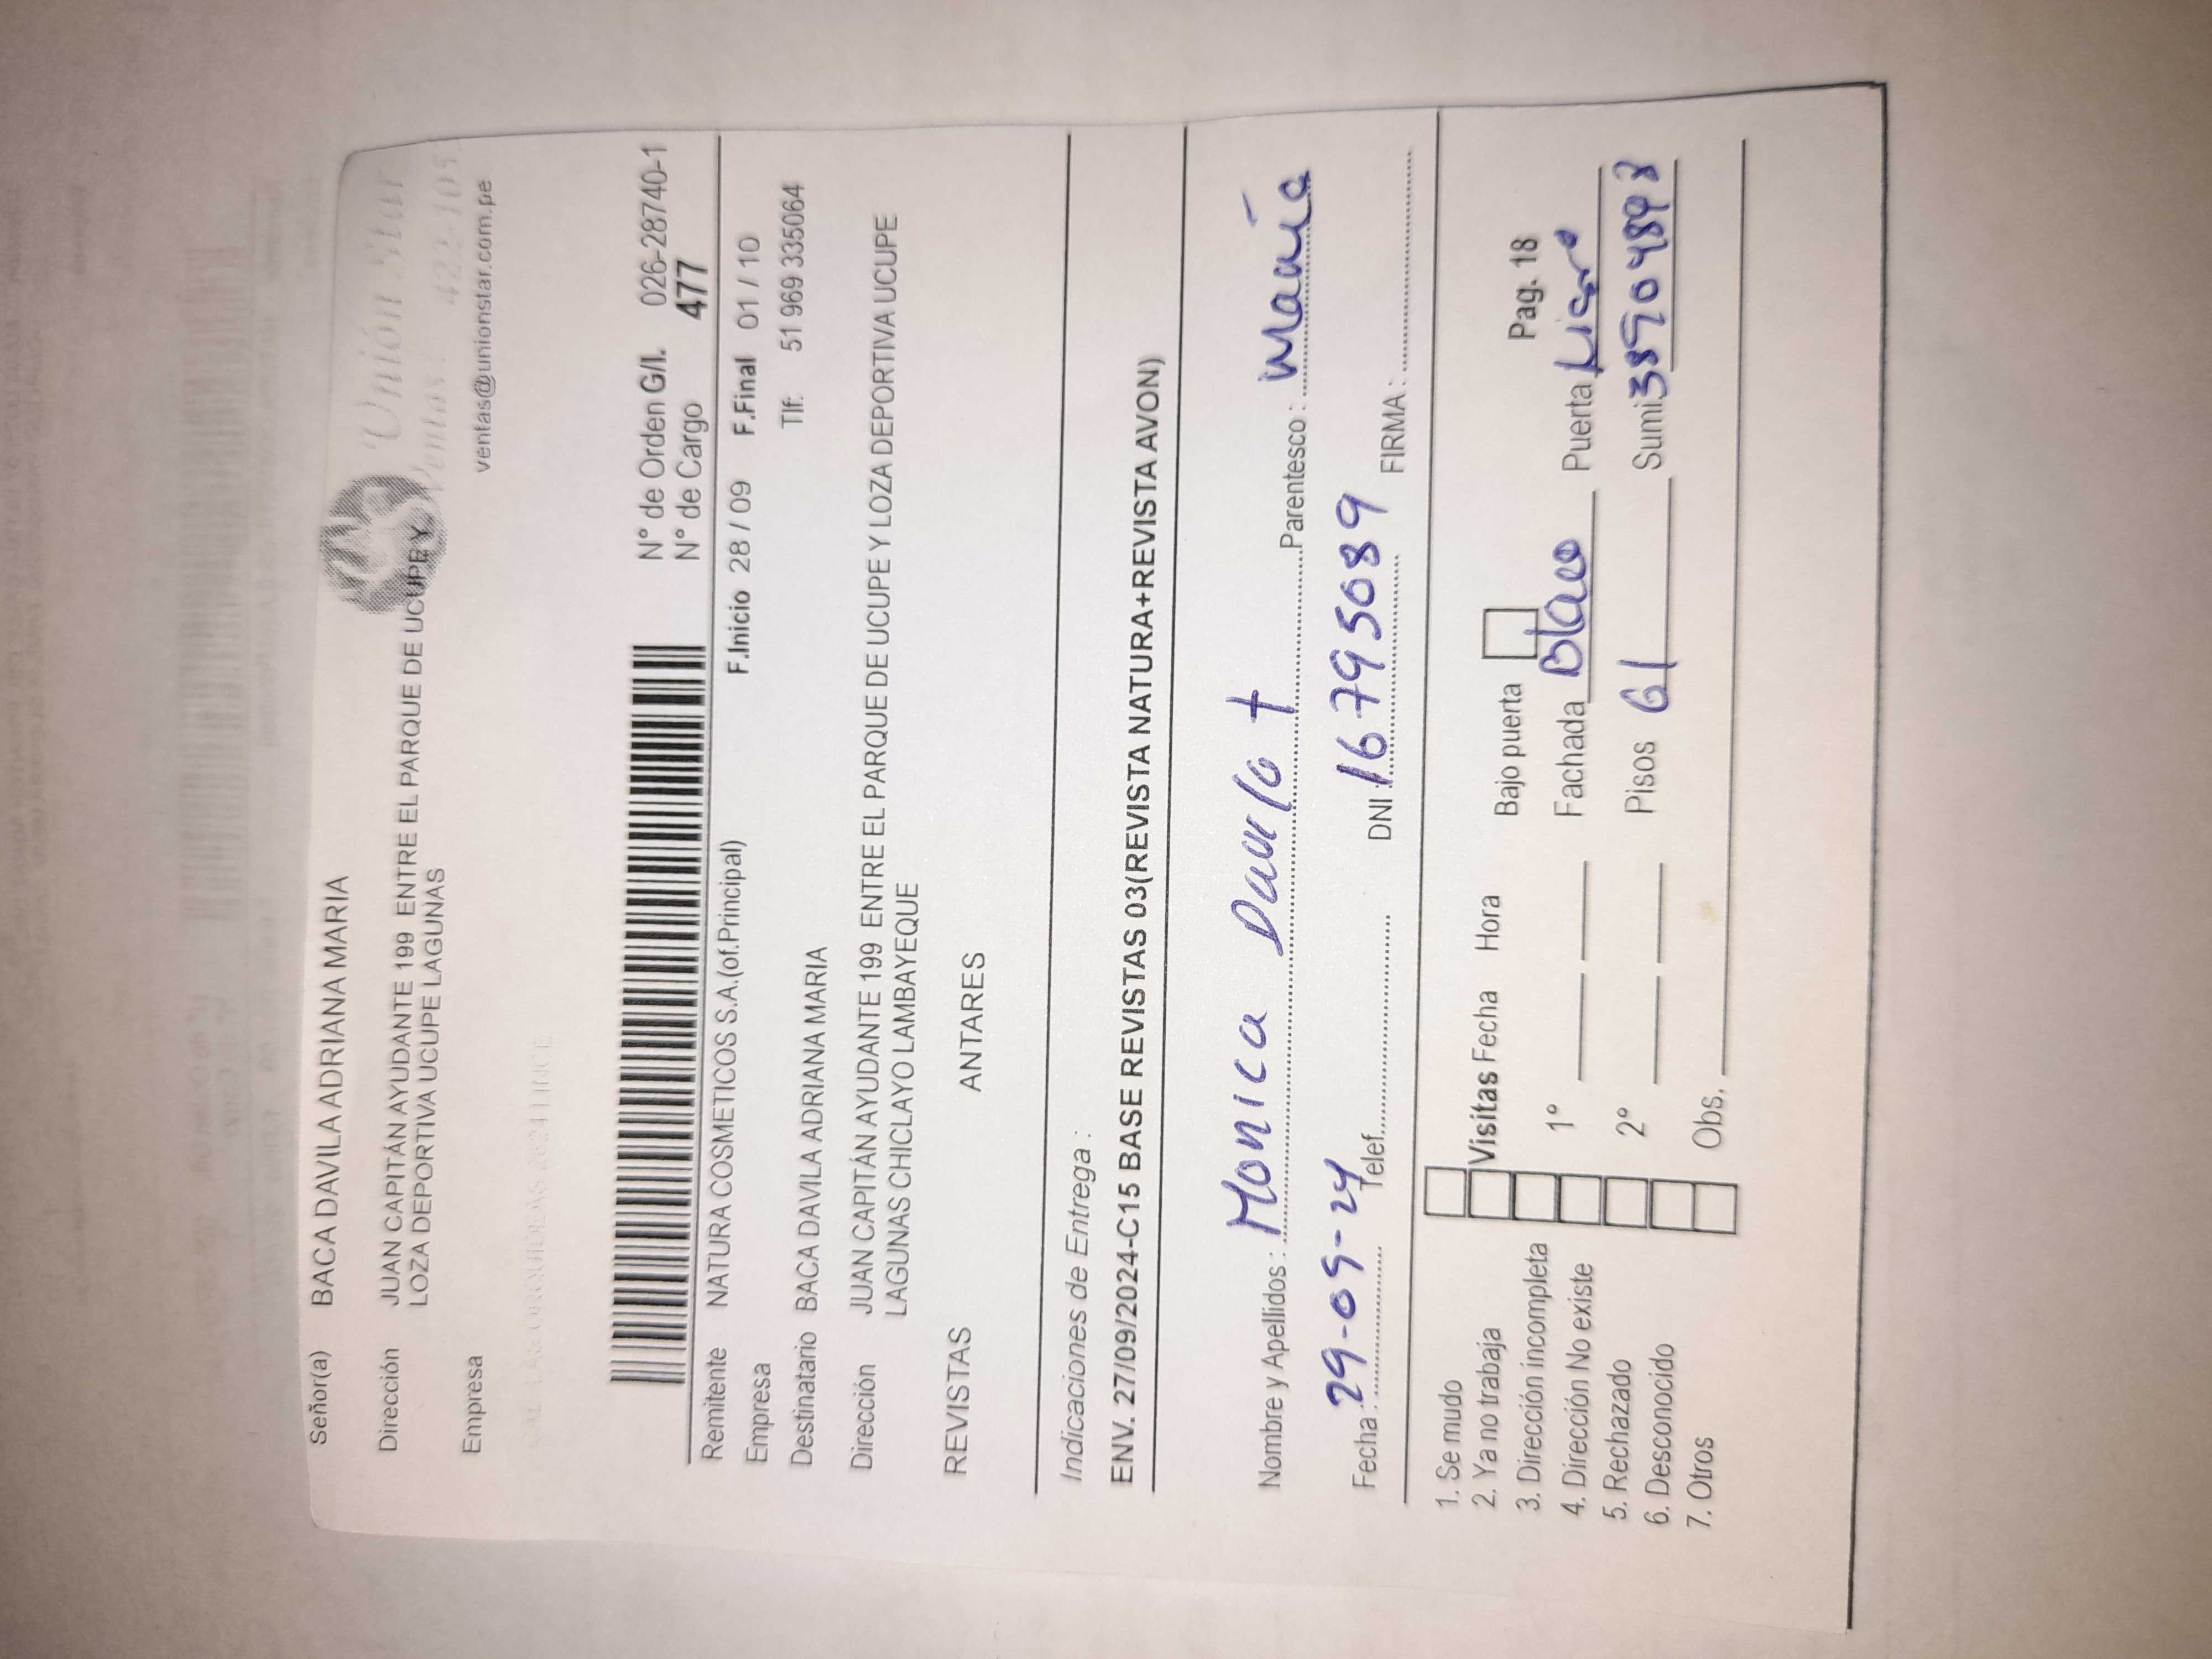 Señor(a) BACA DAVILA ADRIANA MARIA
Unión Star
Dirección JUAN CAPITÁN AYUDANTE 199 ENTRE EL PARQUE DE UCUPE Y
LOZA DEPORTIVA UCUPE LAGUNAS
Ventas:
Empresa
ventas@unionstar.com.pe
N° de Orden G/I. 026-28740-1
N° de Cargo 477
Remitente NATURA COSMETICOS S.A.(of.Principal) F.Inicio 28 / 09 F.Final 01 / 10
Empresa
Tlf: 51 969 335064
Destinatario BACA DAVILA ADRIANA MARIA
Dirección JUAN CAPITÁN AYUDANTE 199 ENTRE EL PARQUE DE UCUPE Y LOZA DEPORTIVA UCUPE
LAGUNAS CHICLAYO LAMBAYEQUE
REVISTAS ANTARES
Indicaciones de Entrega :
ENV. 27/09/2024-C15 BASE REVISTAS 03(REVISTA NATURA+REVISTA AVON)
Nombre y Apellidos : Monica Parentesco :
Fecha : 29-09-24 Telef. DNI : 16795089 FIRMA :
1. Se mudo
2. Ya no trabaja Visitas Fecha Hora Bajo puerta Pag. 18
3. Dirección incompleta
4. Dirección No existe 1° Fachada Puerta
5. Rechazado
6. Desconocido 2° Pisos Sumi
7. Otros Obs.